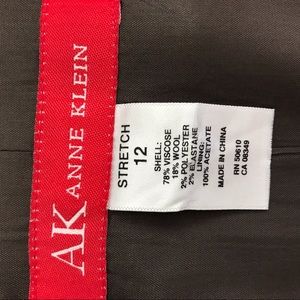 AK ANNE KLEIN
STRETCH
12
SHELL:
78% VISCOSE
18% WOOL
2% POLYESTER
2% ELASTANE
LINING:
100% ACETATE
MADE IN CHINA
RN 50610
CA 08349